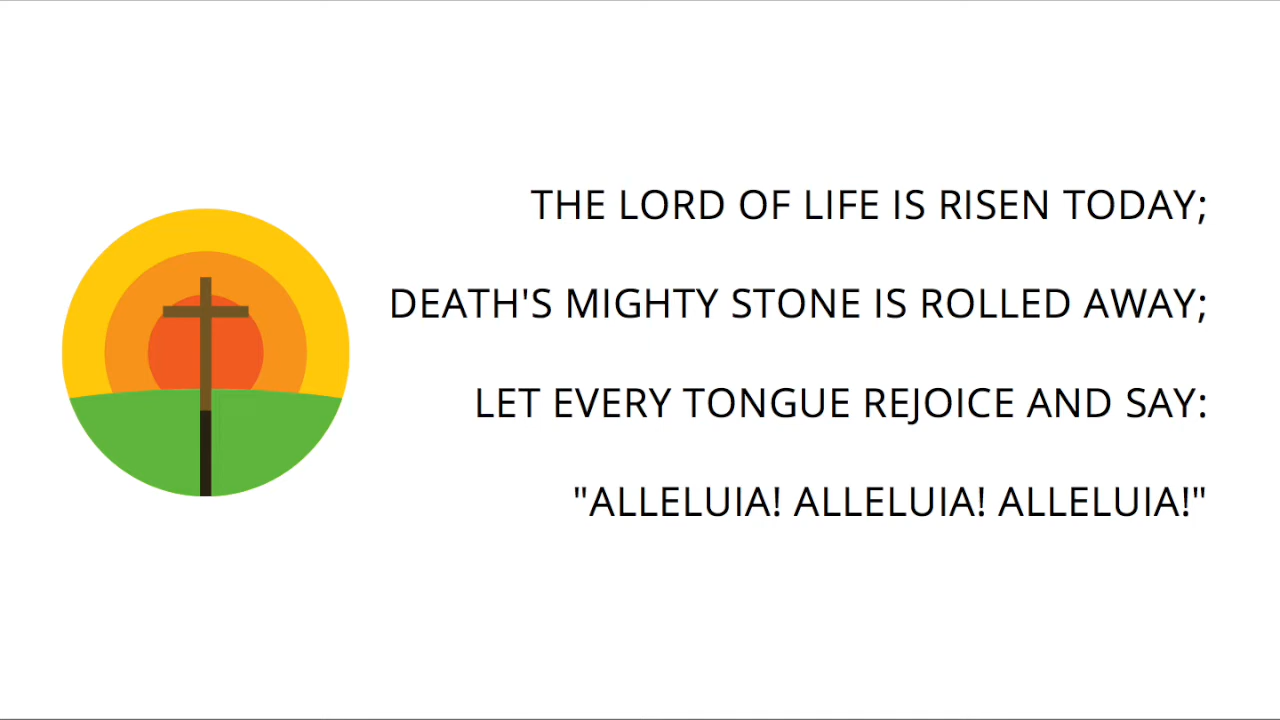 THE LORD OF LIFE IS RISEN TODAY;
DEATH'S MIGHTY STONE IS ROLLED AWAY;
LET EVERY TONGUE REJOICE AND SAY:
"ALLELUIA! ALLELUIA! ALLELUIA!"